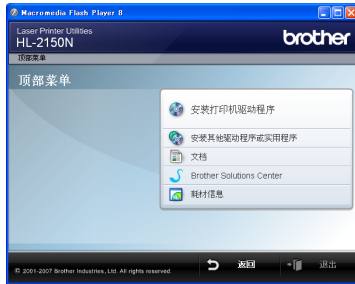 Macromedia Flash Player 8
Laser Printer Utilities
HL-2150N
brother
顶部菜单
顶部菜单
安装打印机驱动程序
安装其他驱动程序或实用程序
文档
Brother Solutions Center
耗材信息
© 2001-2007 Brother Industries, Ltd. All rights reserved.
返回
退出